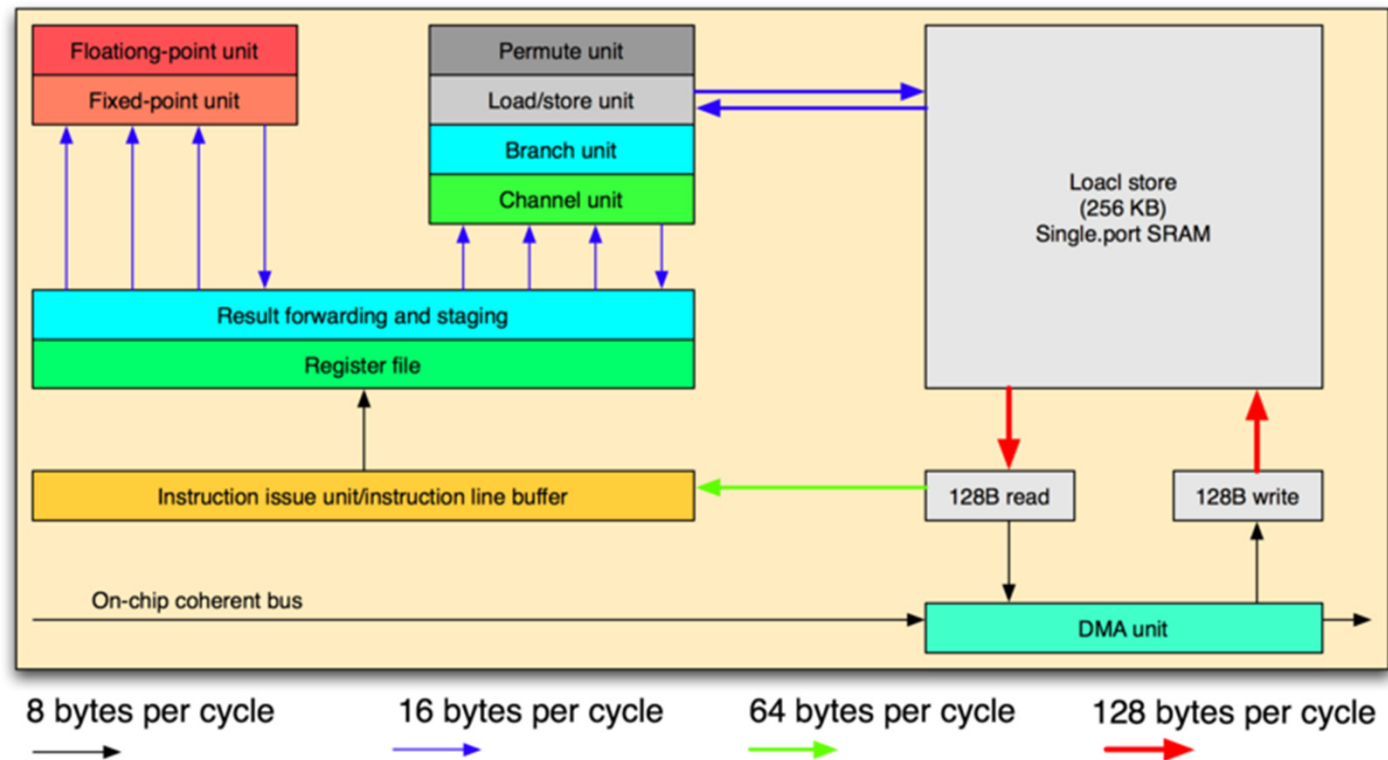 Floationg-point unit
Fixed-point unit
Permute unit
Load/store unit
Branch unit
Channel unit
Loacl store
(256 KB)
Single.port SRAM
Result forwarding and staging
Register file
Instruction issue unit/instruction line buffer
128B read
128B write
On-chip coherent bus
DMA unit
8 bytes per cycle
16 bytes per cycle
64 bytes per cycle
128 bytes per cycle